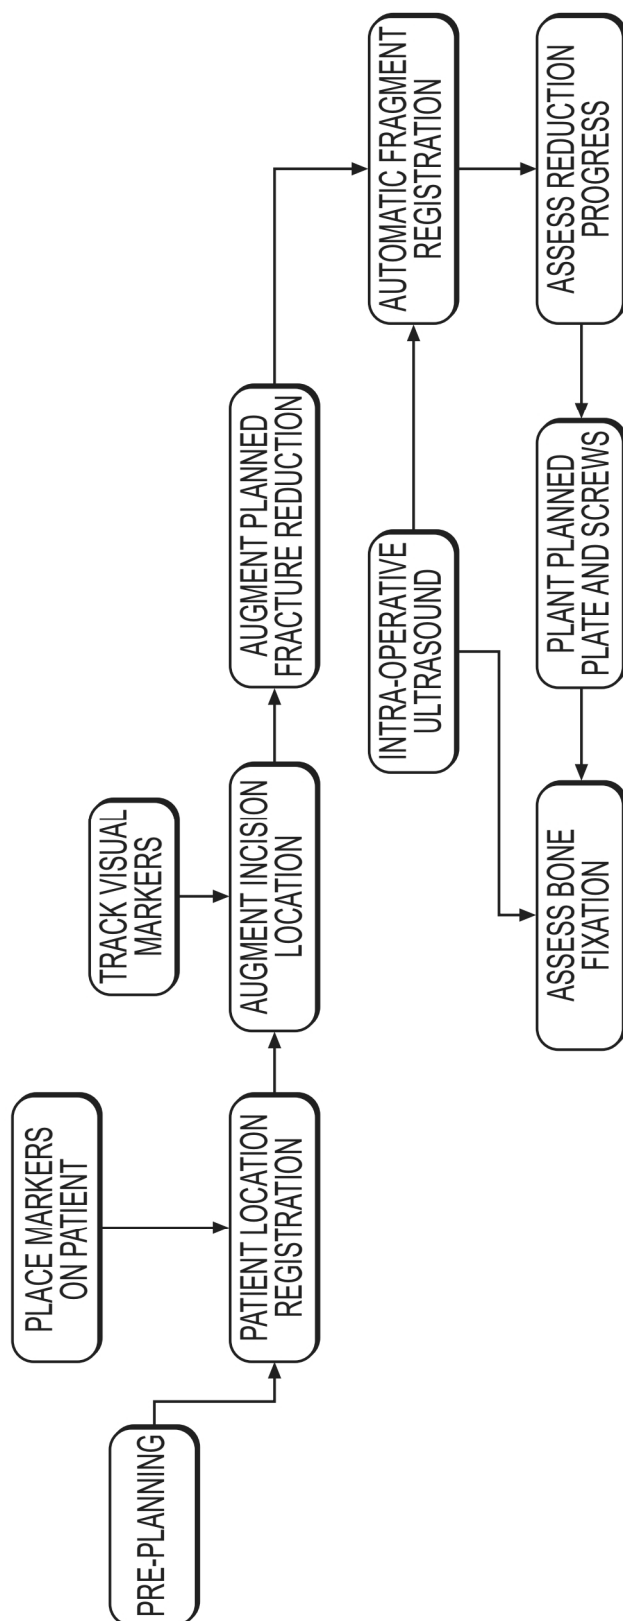 PRE-PLANNING
PLACE MARKERS
ON PATIENT
PATIENT LOCATION
REGISTRATION
TRACK VISUAL
MARKERS
AUGMENT INCISION
LOCATION
AUGMENT PLANNED
FRACTURE REDUCTION
INTRA-OPERATIVE
ULTRASOUND
AUTOMATIC FRAGMENT
REGISTRATION
ASSESS REDUCTION
PROGRESS
PLANT PLANNED
PLATE AND SCREWS
ASSESS BONE
FIXATION